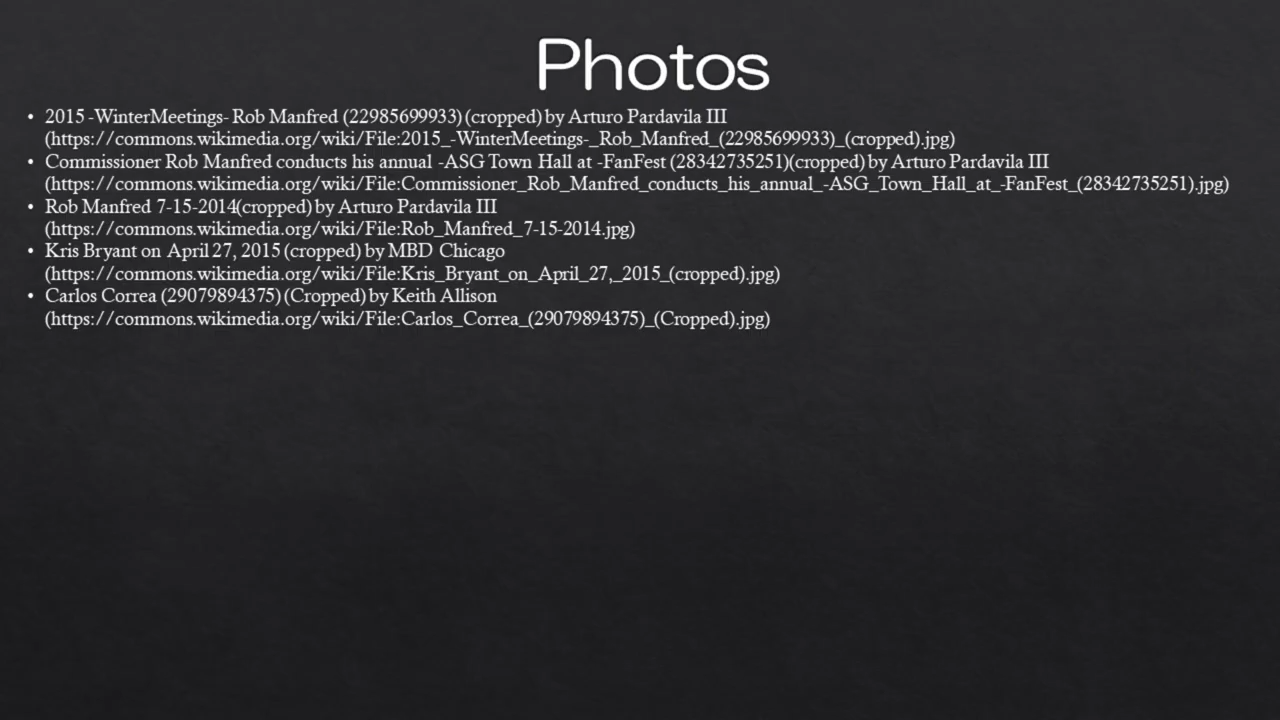 Photos
• 2015 -WinterMeetings- Rob Manfred (22985699933) (cropped) by Arturo Pardavila III
(https://commons.wikimedia.org/wiki/File:2015_-WinterMeetings-_Rob_Manfred_(22985699933)_(cropped).jpg)
• Commissioner Rob Manfred conducts his annual -ASG Town Hall at -FanFest (28342735251)(cropped) by Arturo Pardavila III
(https://commons.wikimedia.org/wiki/File:Commissioner_Rob_Manfred_conducts_his_annual_-ASG_Town_Hall_at_-FanFest_(28342735251).jpg)
• Rob Manfred 7-15-2014(cropped) by Arturo Pardavila III
(https://commons.wikimedia.org/wiki/File:Rob_Manfred_7-15-2014.jpg)
• Kris Bryant on April 27, 2015 (cropped) by MBD Chicago
(https://commons.wikimedia.org/wiki/File:Kris_Bryant_on_April_27,_2015_(cropped).jpg)
• Carlos Correa (29079894375) (Cropped) by Keith Allison
(https://commons.wikimedia.org/wiki/File:Carlos_Correa_(29079894375)_(Cropped).jpg)